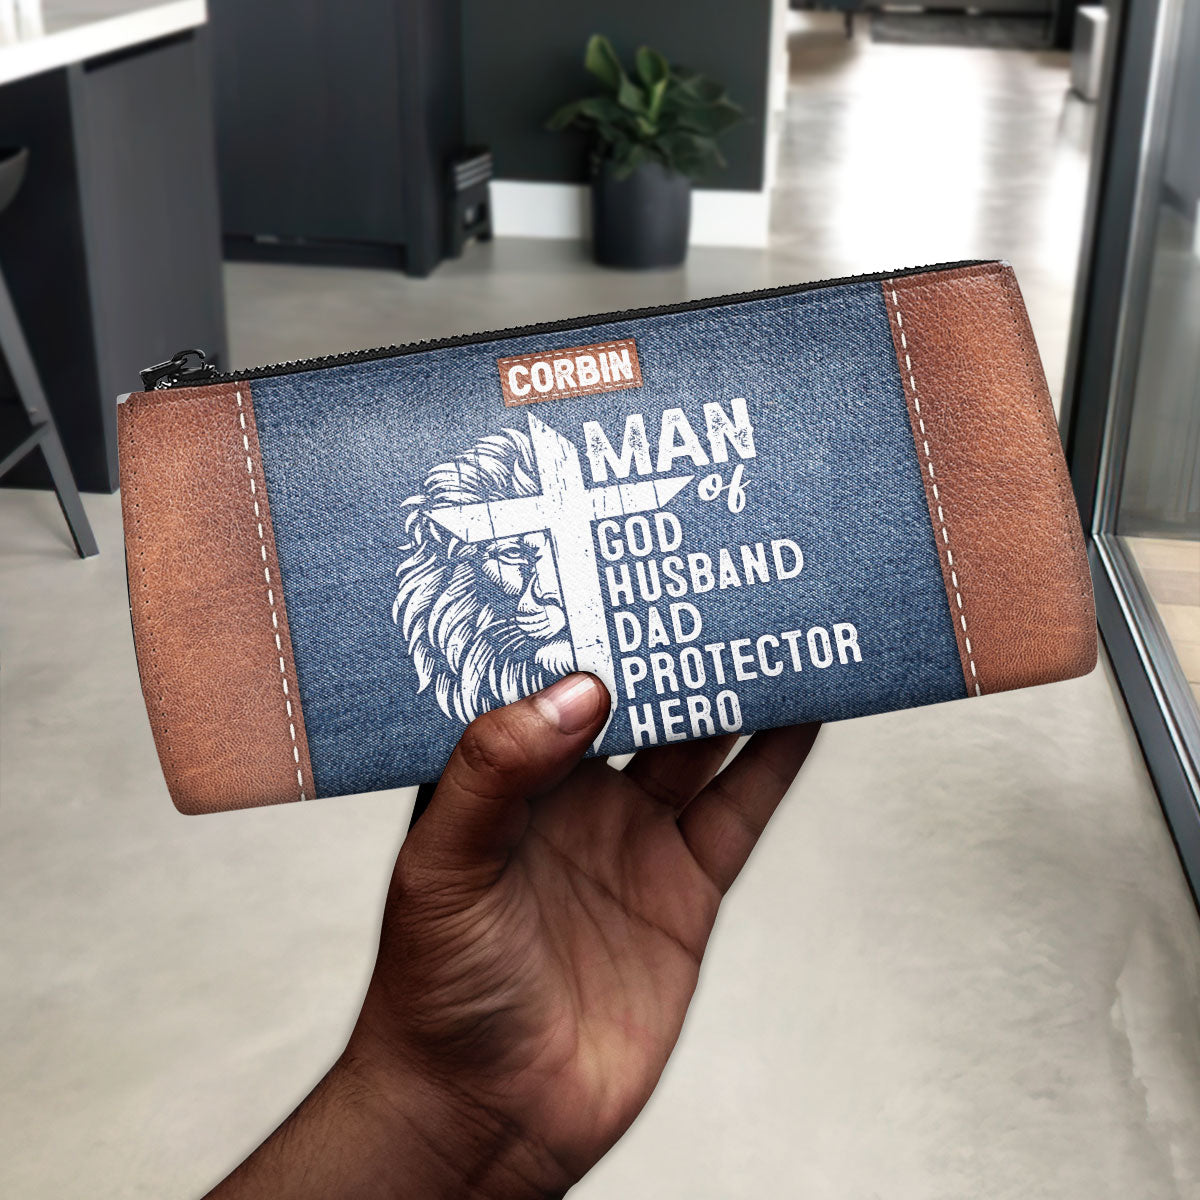 CORBIN
MAN
of
GOD
HUSBAND
DAD
PROTECTOR
HERO